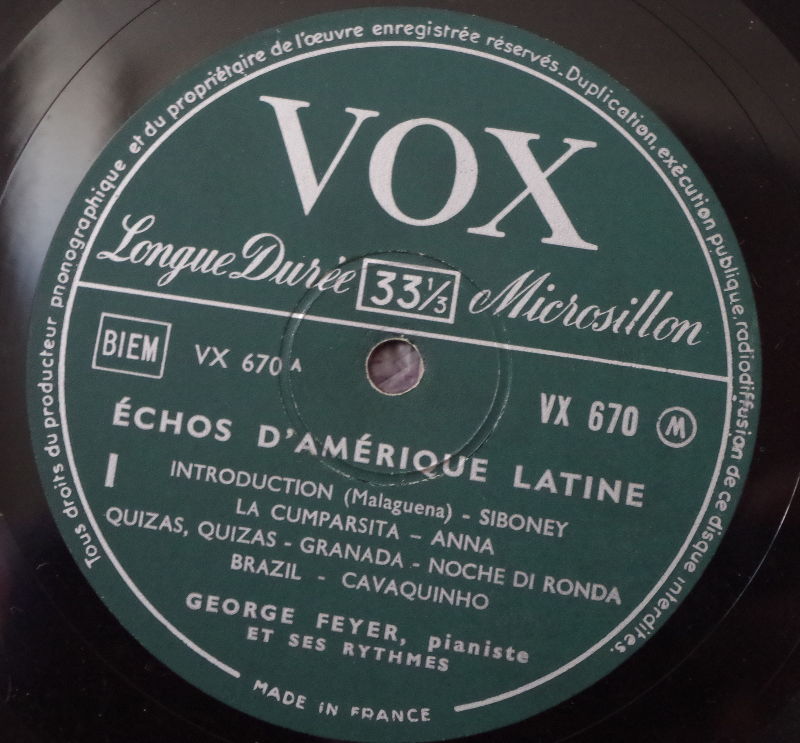 Tous droits du producteur pnonographique et du propriétaire de l'œuvre enregistrée réservés. Duplication, exécution publique, radiodiffusion de ce disque interdites.
VOX
Longue Durée 33⅓ Microsillon
BIEM VX 670 A
VX 670 M
ÉCHOS D'AMÉRIQUE LATINE
I INTRODUCTION (Malaguena) - SIBONEY
LA CUMPARSITA - ANNA
QUIZAS, QUIZAS - GRANADA - NOCHE DI RONDA
BRAZIL - CAVAQUINHO
GEORGE FEYER, pianiste
ET SES RYTHMES
MADE IN FRANCE